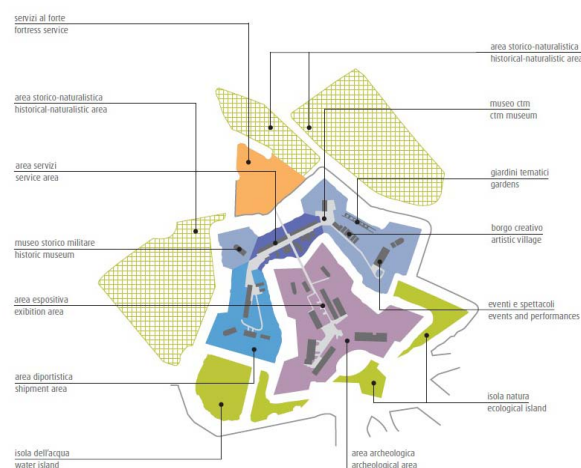 servizi al forte
fortress service
area storico-naturalistica
historical-naturalistic area
area storico-naturalistica
historical-naturalistic area
museo ctm
ctm museum
area servizi
service area
giardini tematici
gardens
museo storico militare
historic museum
borgo creativo
artistic village
area espositiva
exibition area
eventi e spettacoli
events and performances
area diportistica
shipment area
isola natura
ecological island
isola dell'acqua
water island
area archeologica
archeological area